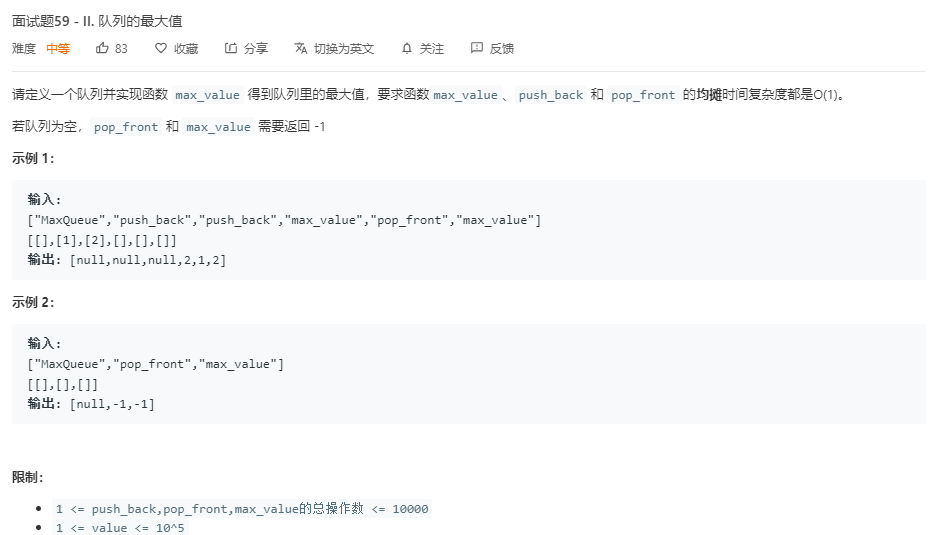 面试题59 - II. 队列的最大值
难度 中等 83 收藏 分享 切换为英文 关注 反馈
请定义一个队列并实现函数 max_value 得到队列里的最大值，要求函数 max_value 、 push_back 和 pop_front 的均摊时间复杂度都是O(1)。
若队列为空， pop_front 和 max_value 需要返回 -1
示例 1：
输入：
["MaxQueue","push_back","push_back","max_value","pop_front","max_value"]
[[],[1],[2],[],[],[]]
输出：[null,null,null,2,1,2]
示例 2：
输入：
["MaxQueue","pop_front","max_value"]
[[],[],[]]
输出：[null,-1,-1]
限制：
• 1 <= push_back,pop_front,max_value的总操作数 <= 10000
• 1 <= value <= 10^5